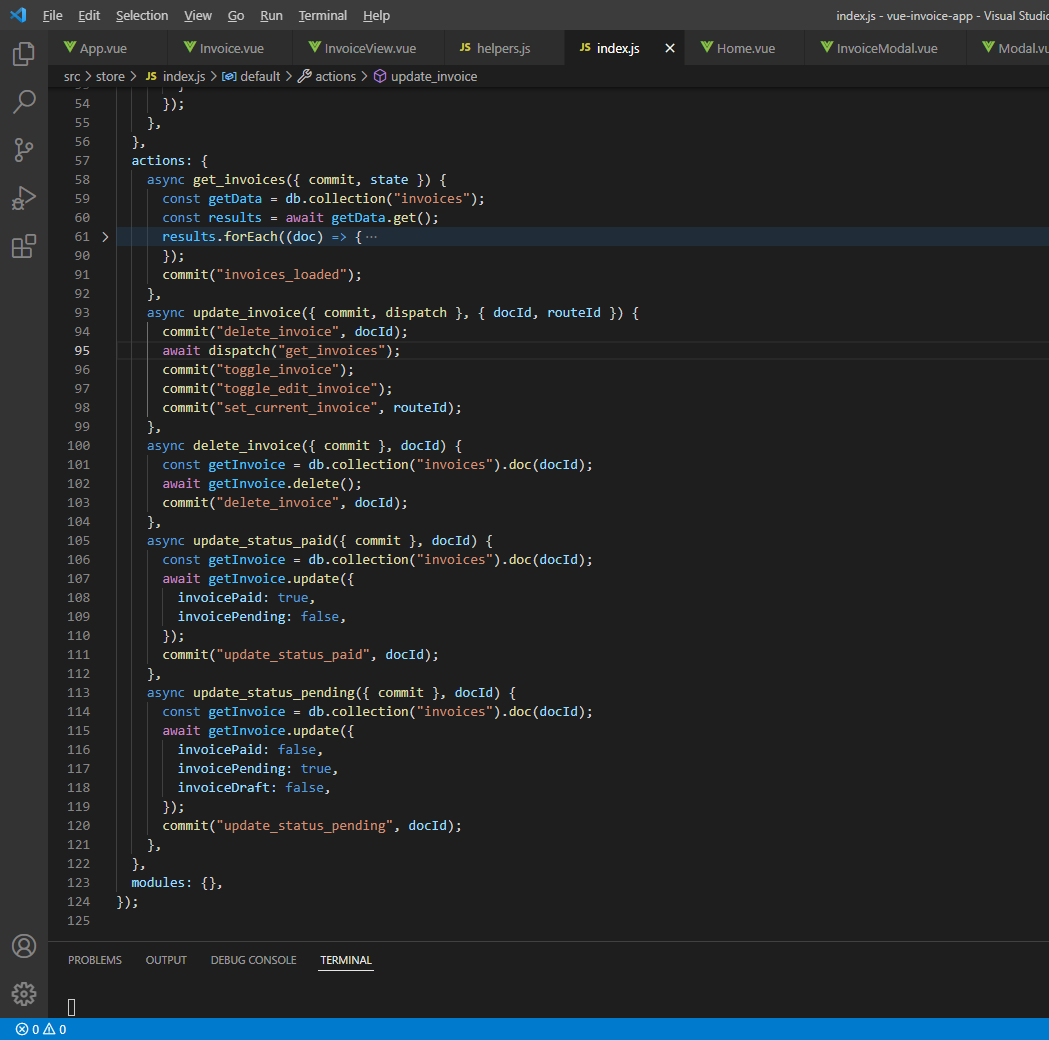 File Edit Selection View Go Run Terminal Help index.js - vue-invoice-app - Visual Studio
App.vue Invoice.vue InvoiceView.vue JS helpers.js JS index.js Home.vue InvoiceModal.vue Modal.vu
src > store > JS index.js > default > actions > update_invoice
54 });
55 },
56 },
57 actions: {
58 async get_invoices({ commit, state }) {
59 const getData = db.collection("invoices");
60 const results = await getData.get();
61 results.forEach((doc) => { ⋯
90 });
91 commit("invoices_loaded");
92 },
93 async update_invoice({ commit, dispatch }, { docId, routeId }) {
94 commit("delete_invoice", docId);
95 await dispatch("get_invoices");
96 commit("toggle_invoice");
97 commit("toggle_edit_invoice");
98 commit("set_current_invoice", routeId);
99 },
100 async delete_invoice({ commit }, docId) {
101 const getInvoice = db.collection("invoices").doc(docId);
102 await getInvoice.delete();
103 commit("delete_invoice", docId);
104 },
105 async update_status_paid({ commit }, docId) {
106 const getInvoice = db.collection("invoices").doc(docId);
107 await getInvoice.update({
108 invoicePaid: true,
109 invoicePending: false,
110 });
111 commit("update_status_paid", docId);
112 },
113 async update_status_pending({ commit }, docId) {
114 const getInvoice = db.collection("invoices").doc(docId);
115 await getInvoice.update({
116 invoicePaid: false,
117 invoicePending: true,
118 invoiceDraft: false,
119 });
120 commit("update_status_pending", docId);
121 },
122 },
123 modules: {},
124 });
125
PROBLEMS OUTPUT DEBUG CONSOLE TERMINAL
0 0